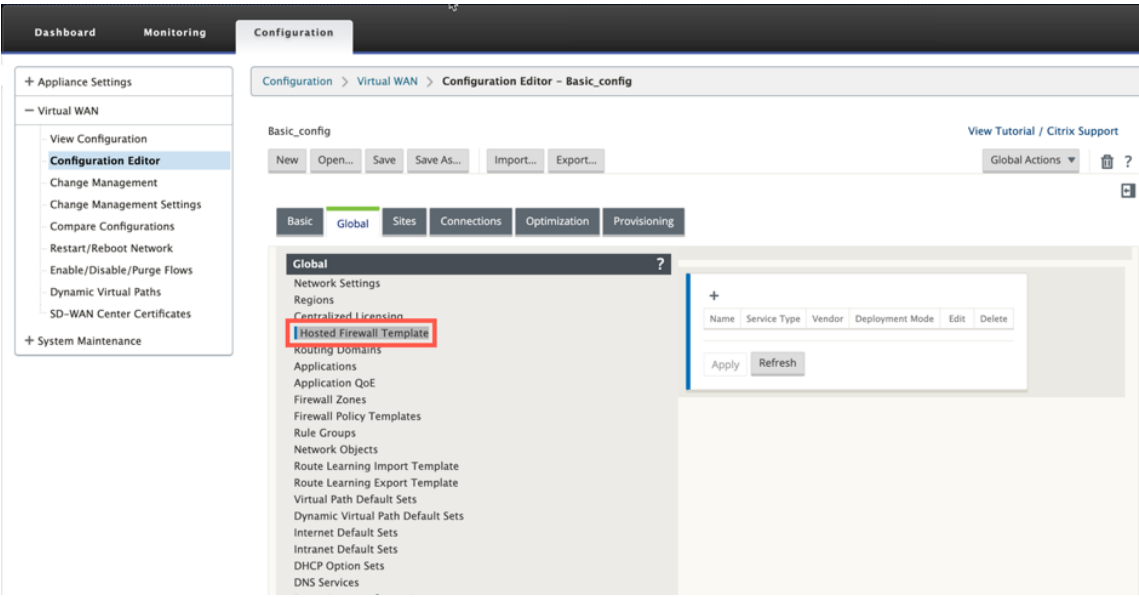 Dashboard Monitoring Configuration
+ Appliance Settings
− Virtual WAN
View Configuration
Configuration Editor
Change Management
Change Management Settings
Compare Configurations
Restart/Reboot Network
Enable/Disable/Purge Flows
Dynamic Virtual Paths
SD-WAN Center Certificates
+ System Maintenance
Configuration > Virtual WAN > Configuration Editor - Basic_config
Basic_config
View Tutorial / Citrix Support
New Open... Save Save As... Import... Export... Global Actions ▼ ?
Basic Global Sites Connections Optimization Provisioning
Global ?
Network Settings
Regions
Centralized Licensing
Hosted Firewall Template
Routing Domains
Applications
Application QoE
Firewall Zones
Firewall Policy Templates
Rule Groups
Network Objects
Route Learning Import Template
Route Learning Export Template
Virtual Path Default Sets
Dynamic Virtual Path Default Sets
Internet Default Sets
Intranet Default Sets
DHCP Option Sets
DNS Services
+
Name Service Type Vendor Deployment Mode Edit Delete
Apply Refresh